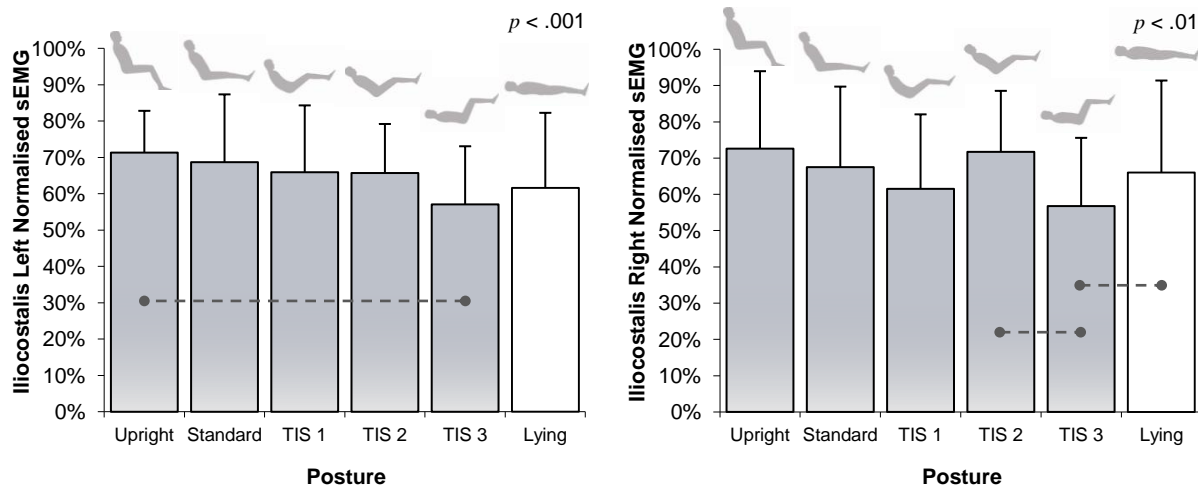 p < .001
Iliocostalis Left Normalised sEMG
100%
90%
80%
70%
60%
50%
40%
30%
20%
10%
0%
Upright Standard TIS 1 TIS 2 TIS 3 Lying
Posture
p < .01
Iliocostalis Right Normalised sEMG
100%
90%
80%
70%
60%
50%
40%
30%
20%
10%
0%
Upright Standard TIS 1 TIS 2 TIS 3 Lying
Posture